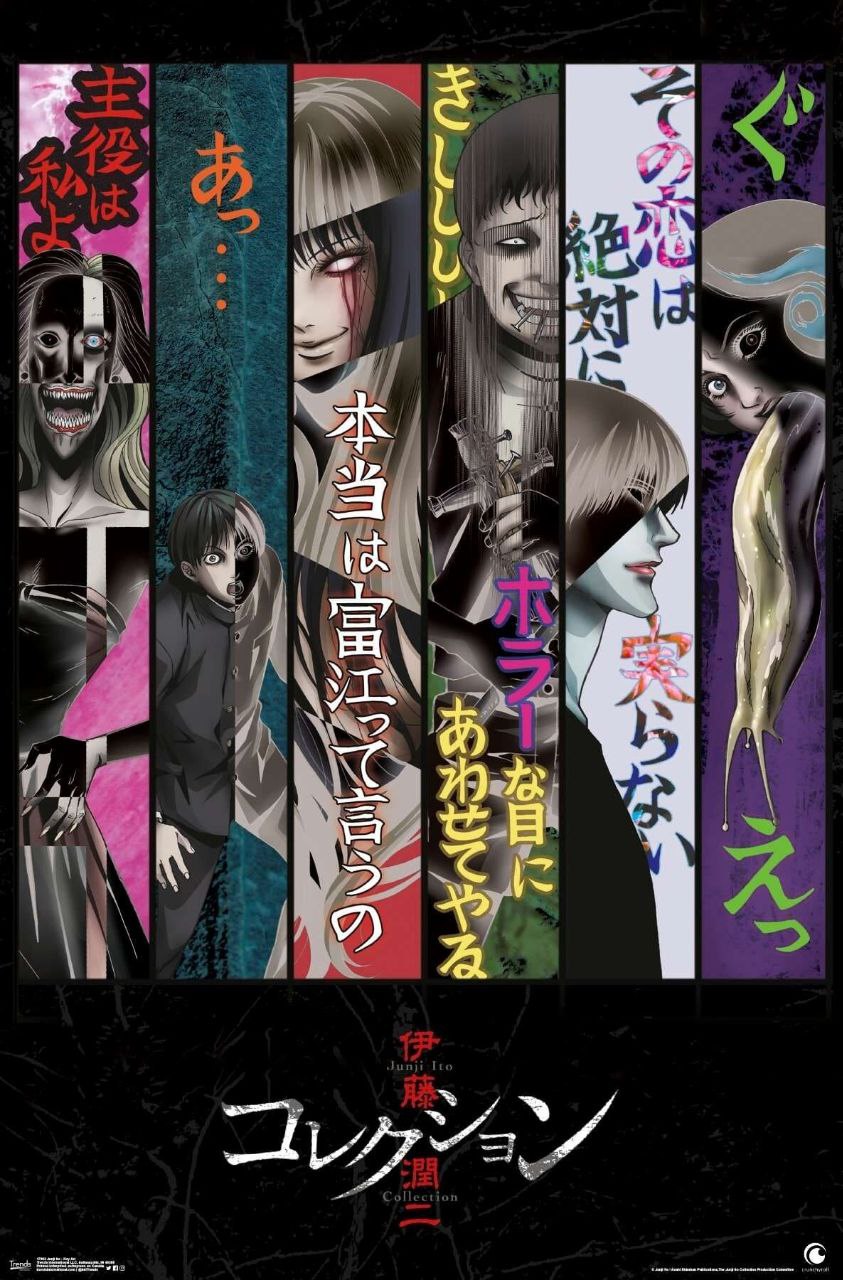 主役は
私よ
あっ‥‥
本当は富江って言うの
きしししし
ホラーな目に
あわせてやる
その恋は
絶対に
実らない
ぐ
えっ
伊藤潤二
Junji Ito
コレクション
Collection
Trends
crunchyroll